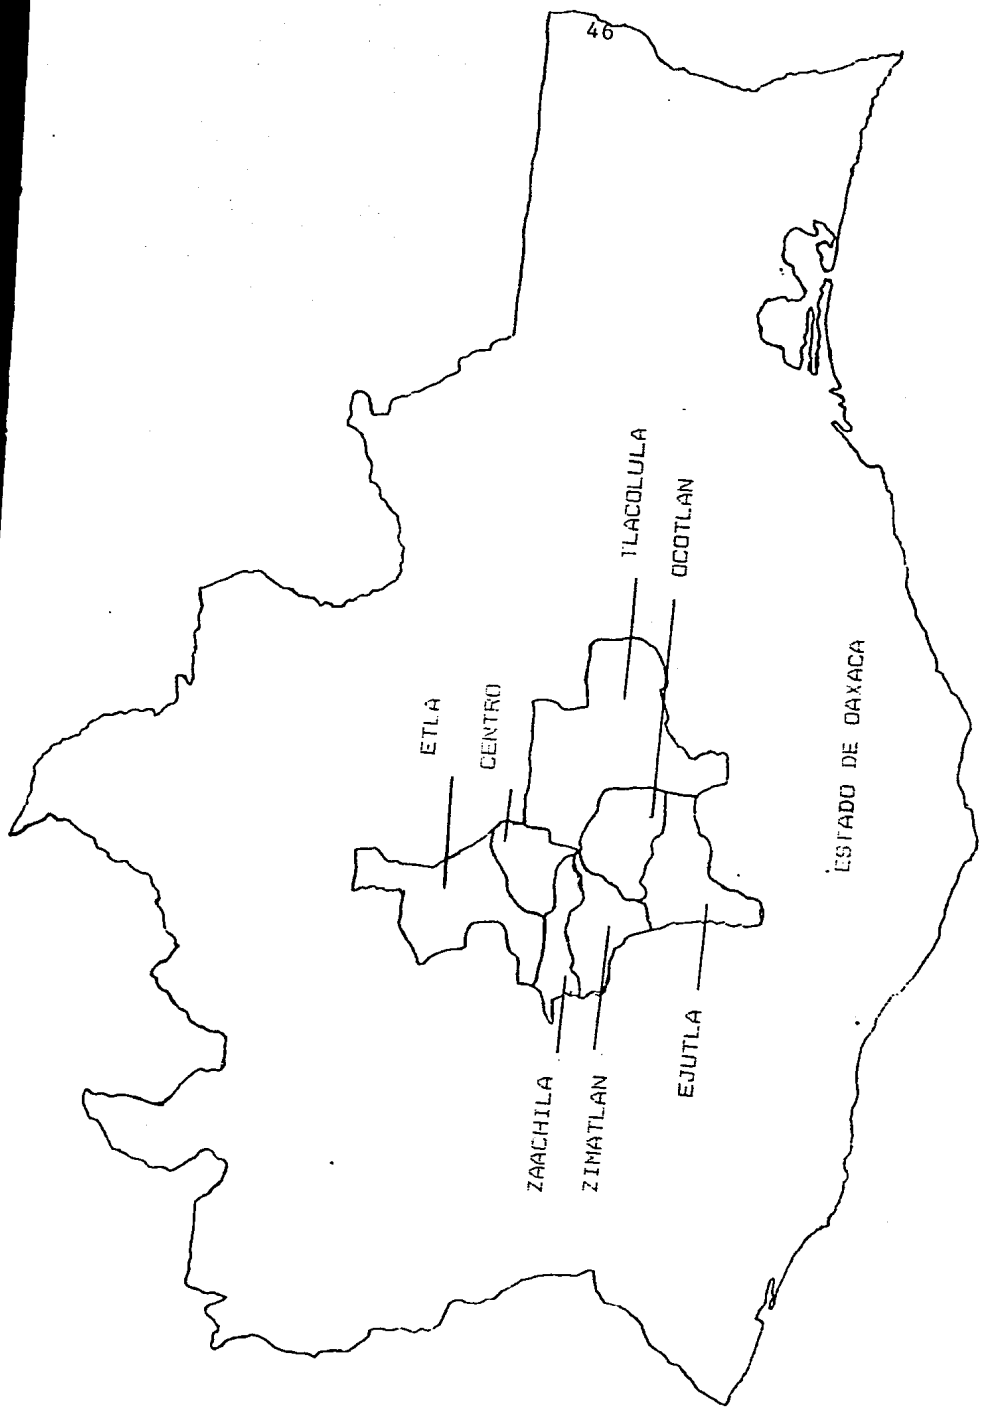 46
ETLA
CENTRO
TLACOLULA
OCOTLAN
ZAACHILA
ZIMATLAN
EJUTLA
ESTADO DE OAXACA